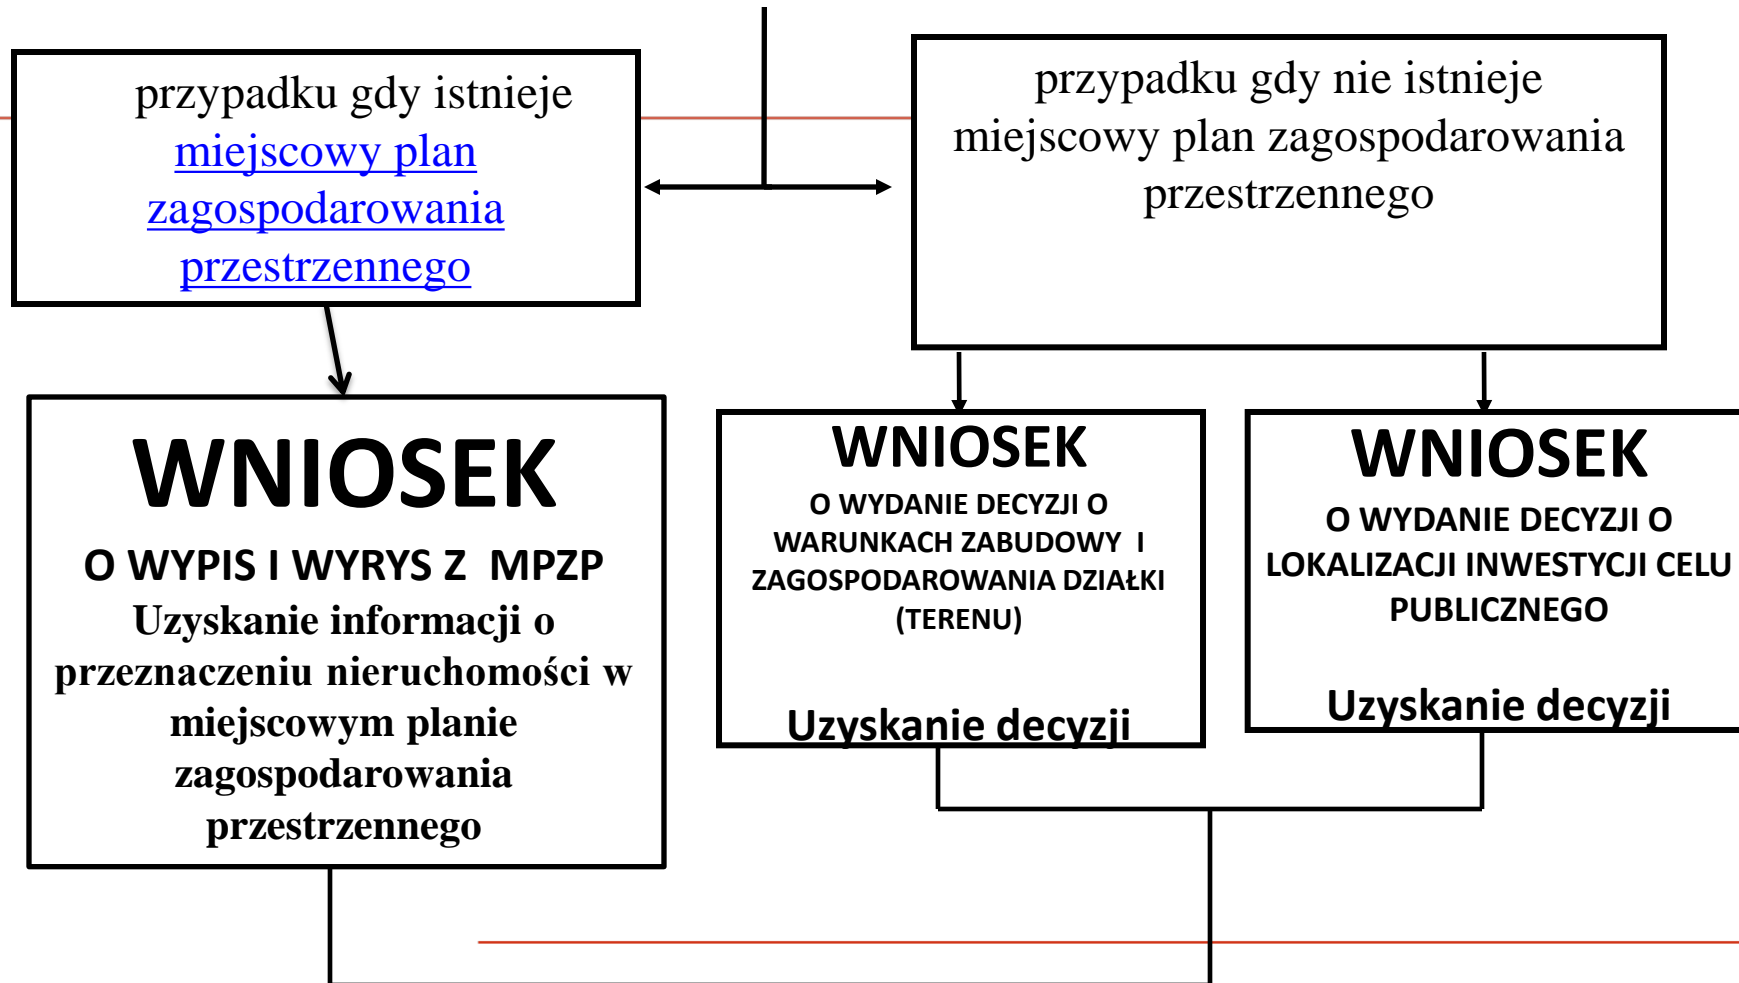 przypadku gdy istnieje
miejscowy plan
zagospodarowania
przestrzennego
przypadku gdy nie istnieje
miejscowy plan zagospodarowania
przestrzennego
WNIOSEK
O WYPIS I WYRYS Z MPZP
Uzyskanie informacji o
przeznaczeniu nieruchomości w
miejscowym planie
zagospodarowania
przestrzennego
WNIOSEK
O WYDANIE DECYZJI O
WARUNKACH ZABUDOWY I
ZAGOSPODAROWANIA DZIAŁKI
(TERENU)
Uzyskanie decyzji
WNIOSEK
O WYDANIE DECYZJI O
LOKALIZACJI INWESTYCJI CELU
PUBLICZNEGO
Uzyskanie decyzji